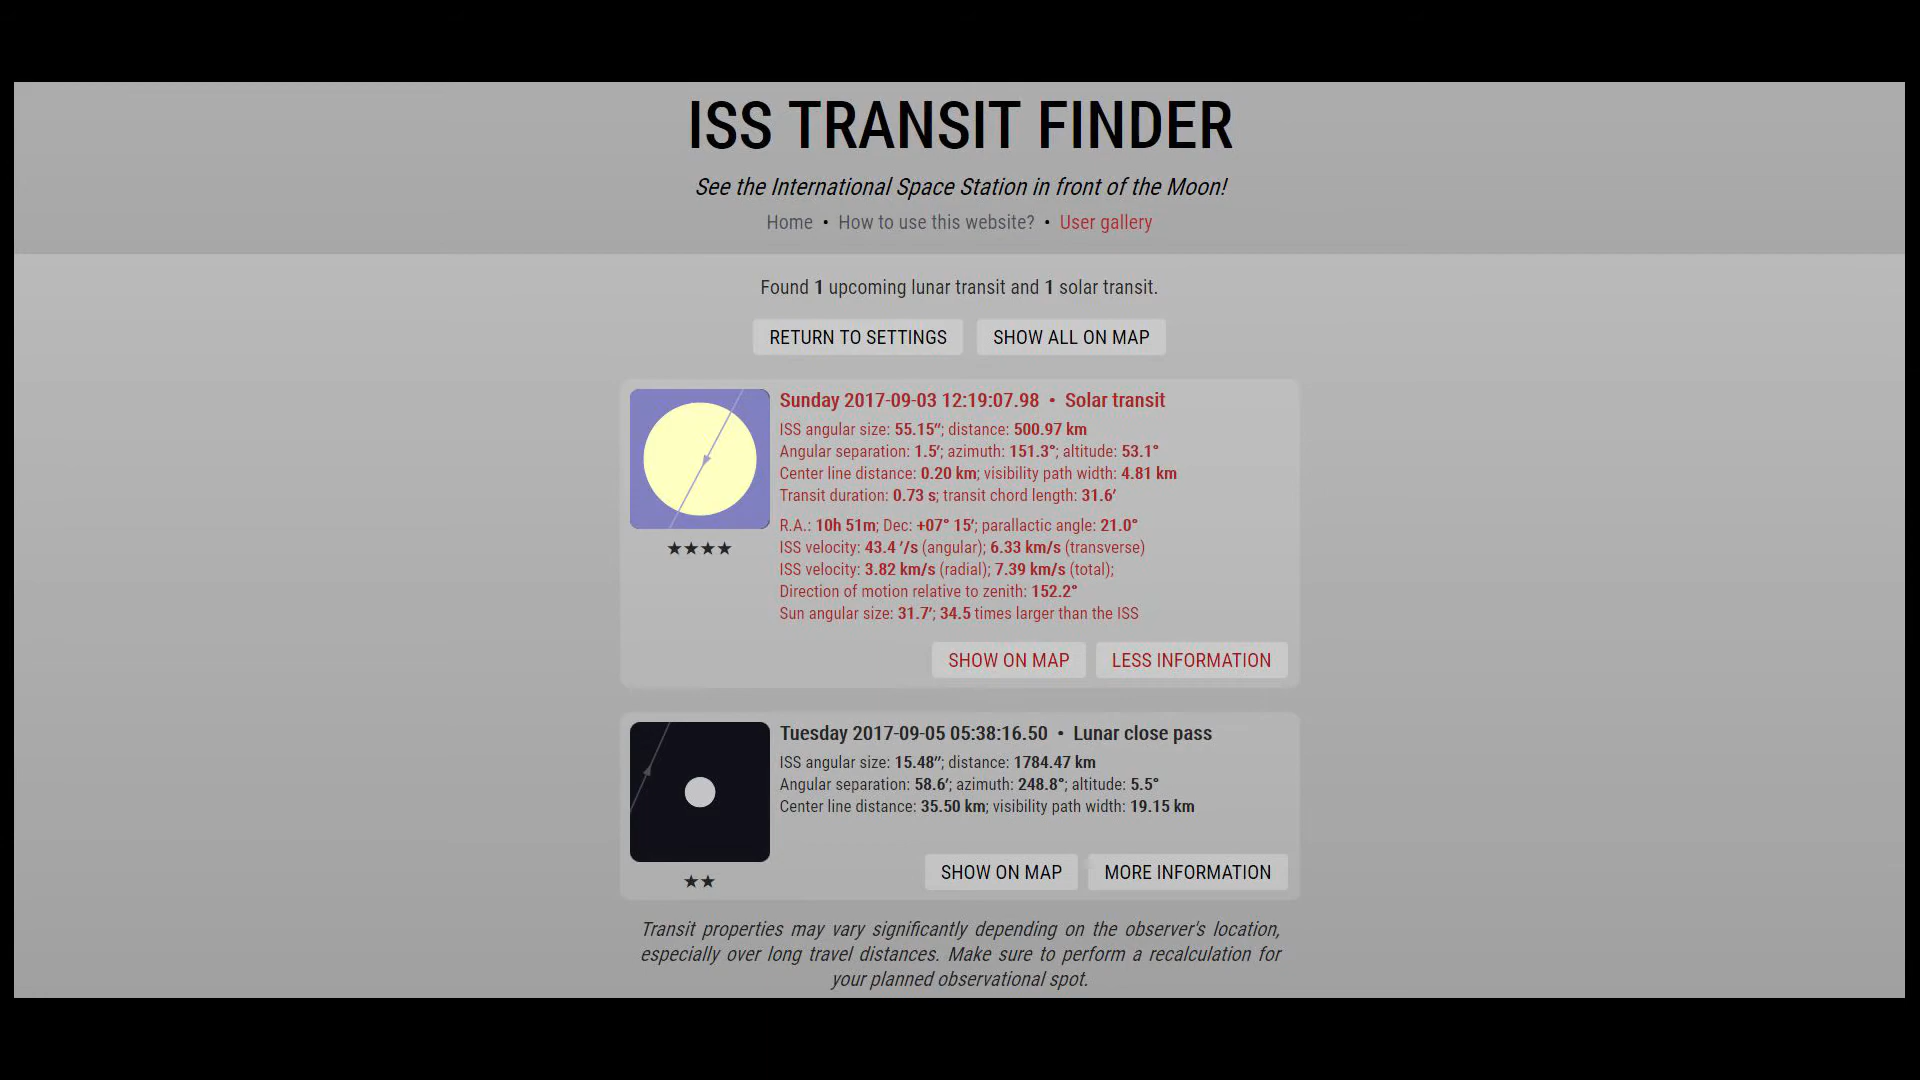 ISS TRANSIT FINDER
See the International Space Station in front of the Moon!
Home • How to use this website? • User gallery
Found 1 upcoming lunar transit and 1 solar transit.
RETURN TO SETTINGS SHOW ALL ON MAP
Sunday 2017-09-03 12:19:07.98 • Solar transit
ISS angular size: 55.15″; distance: 500.97 km
Angular separation: 1.5′; azimuth: 151.3°; altitude: 53.1°
Center line distance: 0.20 km; visibility path width: 4.81 km
Transit duration: 0.73 s; transit chord length: 31.6′
R.A.: 10h 51m; Dec: +07° 15′; parallactic angle: 21.0°
ISS velocity: 43.4 ′/s (angular); 6.33 km/s (transverse)
★★★★
ISS velocity: 3.82 km/s (radial); 7.39 km/s (total);
Direction of motion relative to zenith: 152.2°
Sun angular size: 31.7′; 34.5 times larger than the ISS
SHOW ON MAP LESS INFORMATION
Tuesday 2017-09-05 05:38:16.50 • Lunar close pass
ISS angular size: 15.48″; distance: 1784.47 km
Angular separation: 58.6′; azimuth: 248.8°; altitude: 5.5°
Center line distance: 35.50 km; visibility path width: 19.15 km
SHOW ON MAP MORE INFORMATION
★★
Transit properties may vary significantly depending on the observer's location,
especially over long travel distances. Make sure to perform a recalculation for
your planned observational spot.